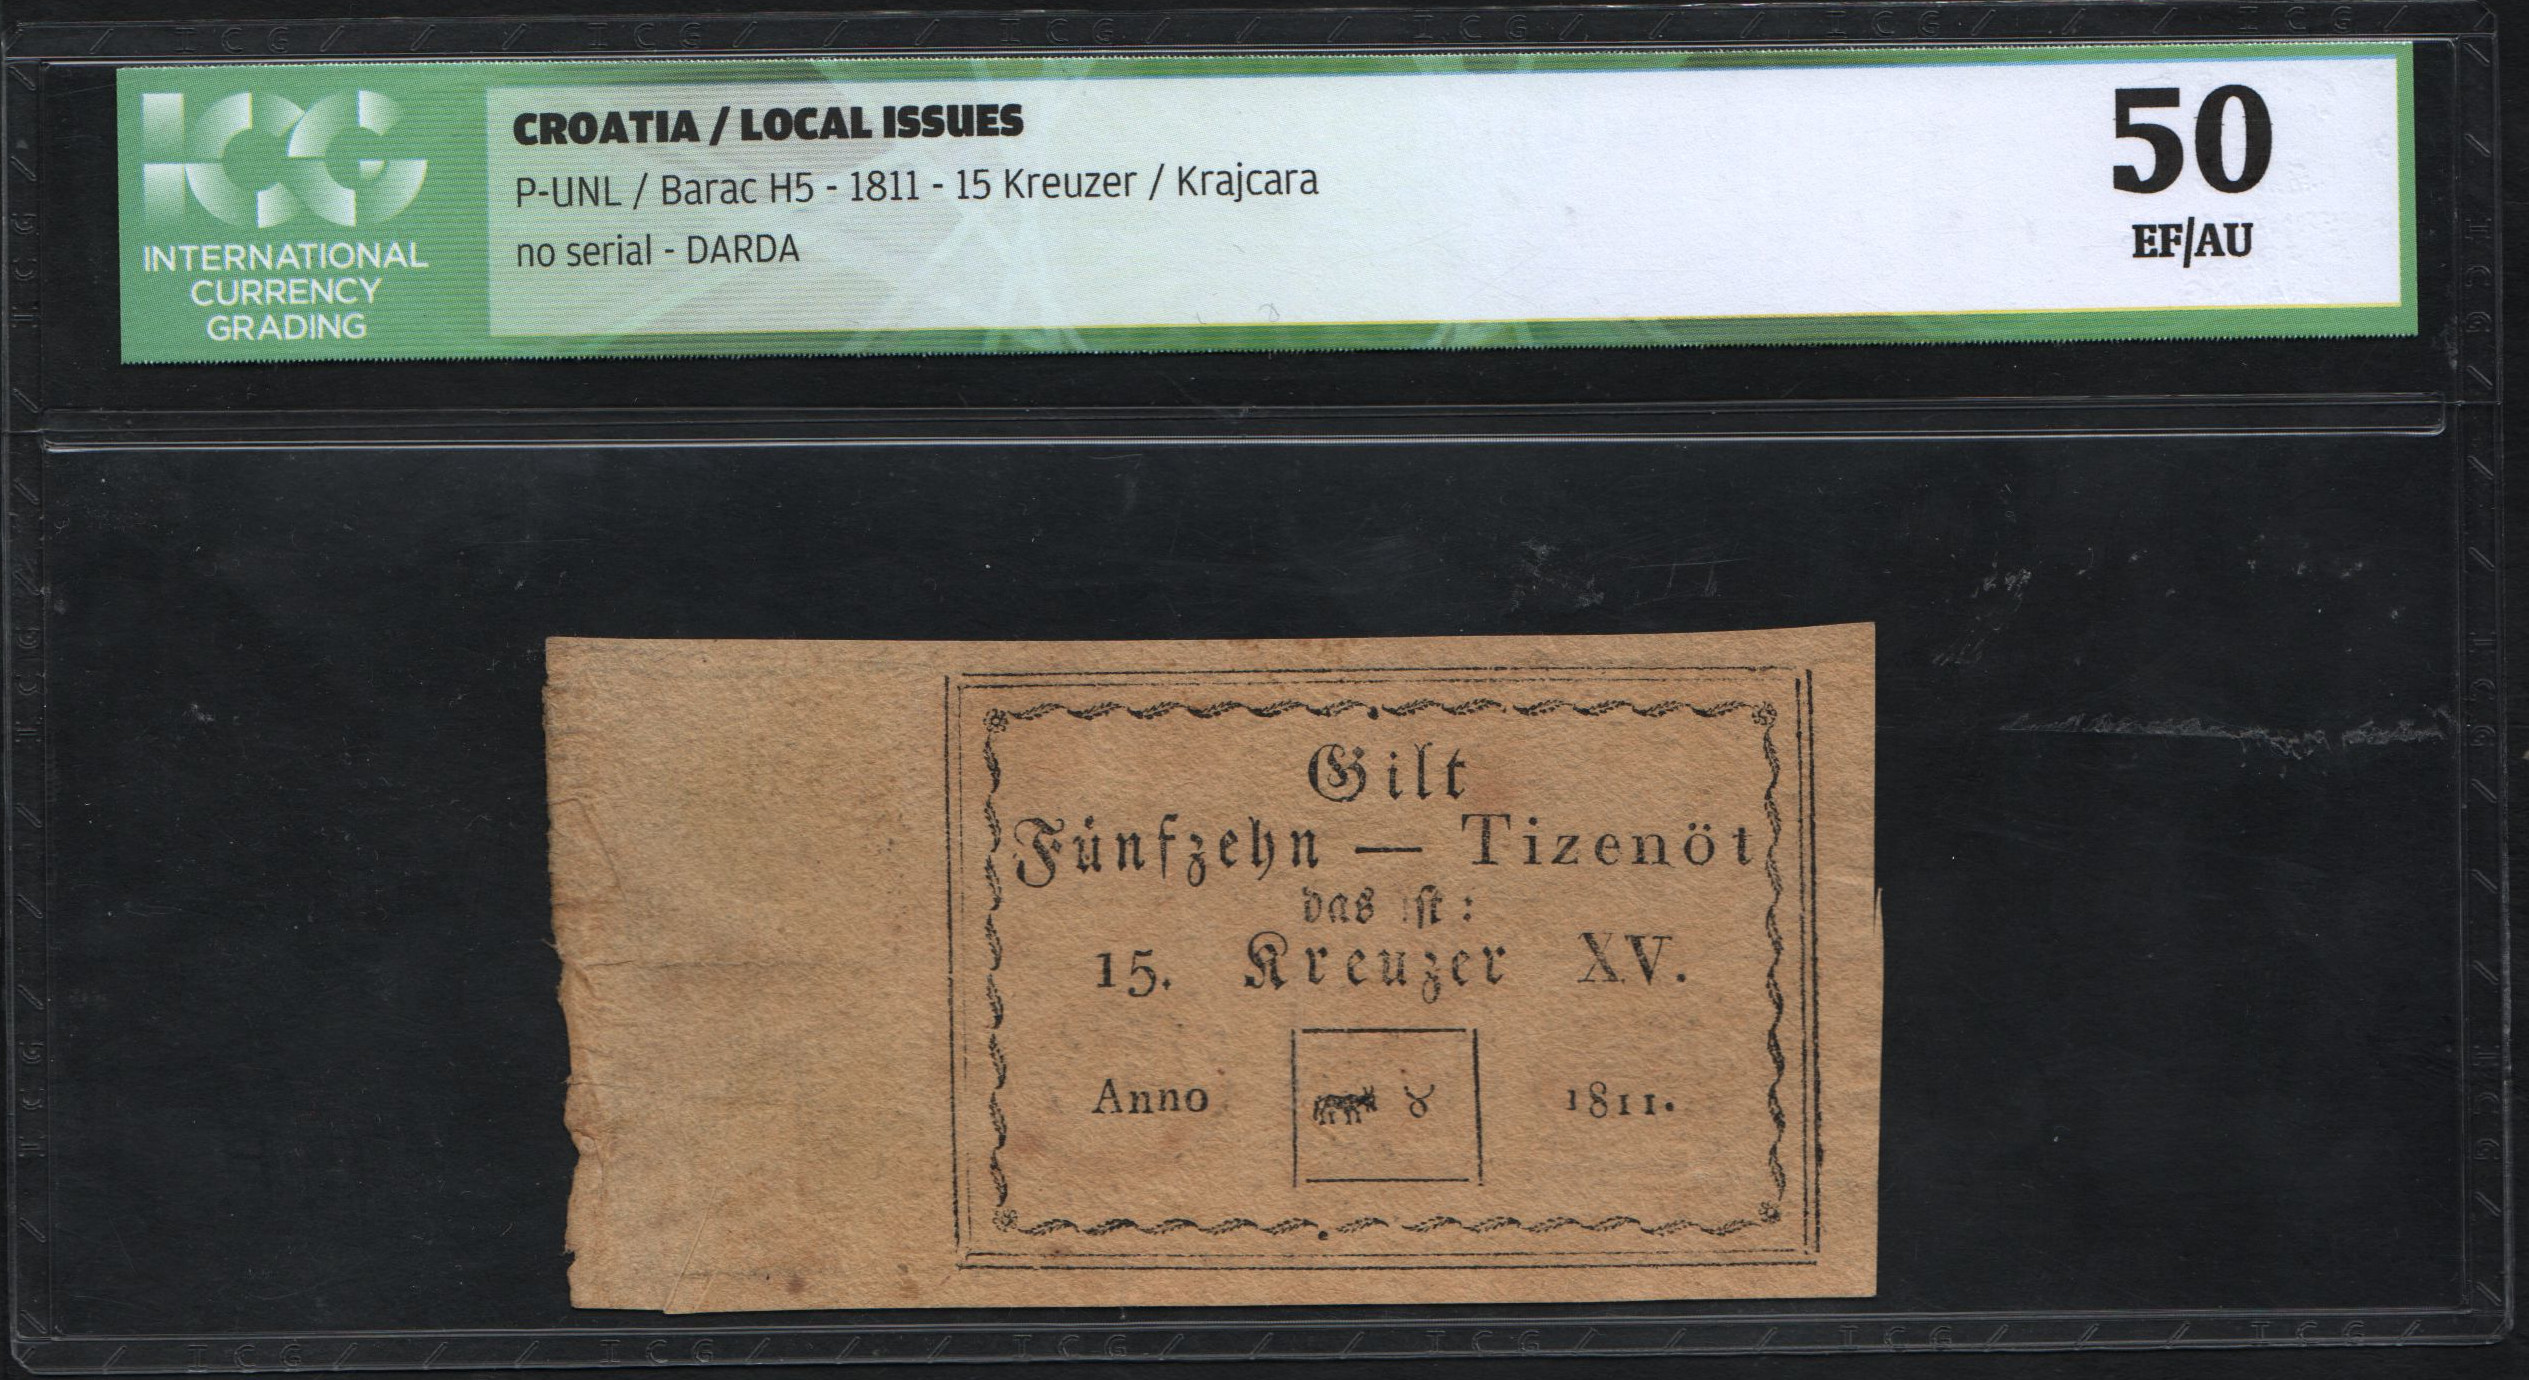 ICG
INTERNATIONAL
CURRENCY
GRADING
CROATIA / LOCAL ISSUES
P-UNL / Barac H5 - 1811 - 15 Kreuzer / Krajcara
no serial - DARDA
50
EF/AU
Gilt
Fünfzehn — Tizenöt
das ist:
15. Kreuzer XV.
Anno 1811.